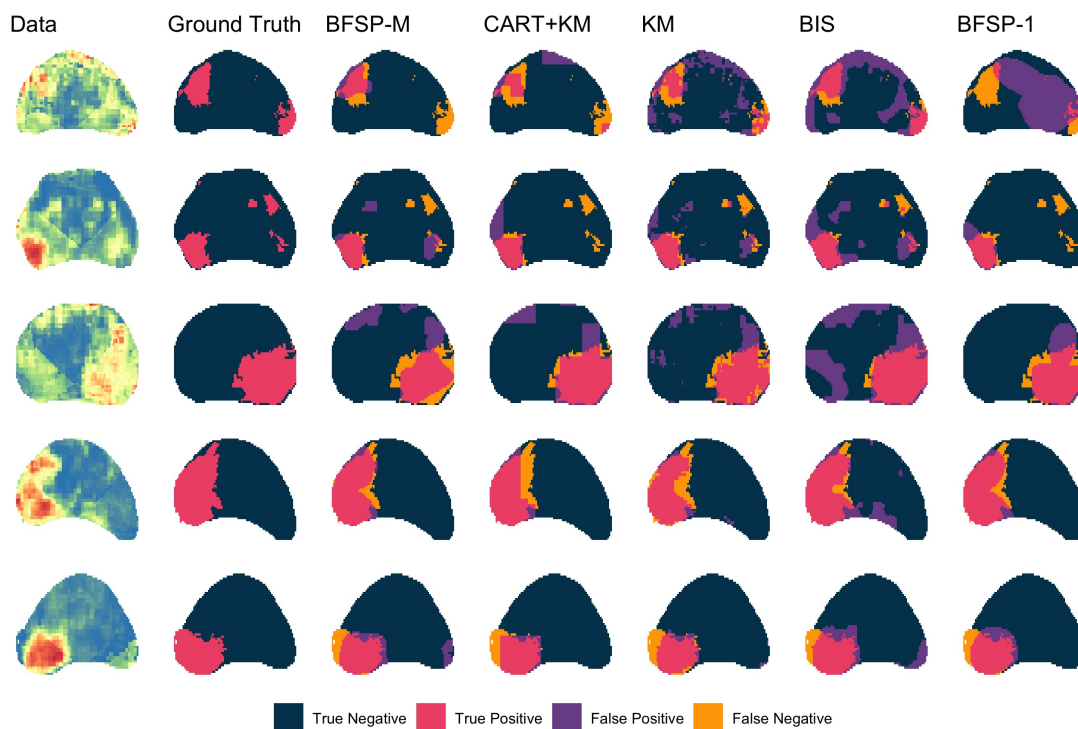 Data Ground Truth BFSP-M CART+KM KM BIS BFSP-1
True Negative True Positive False Positive False Negative